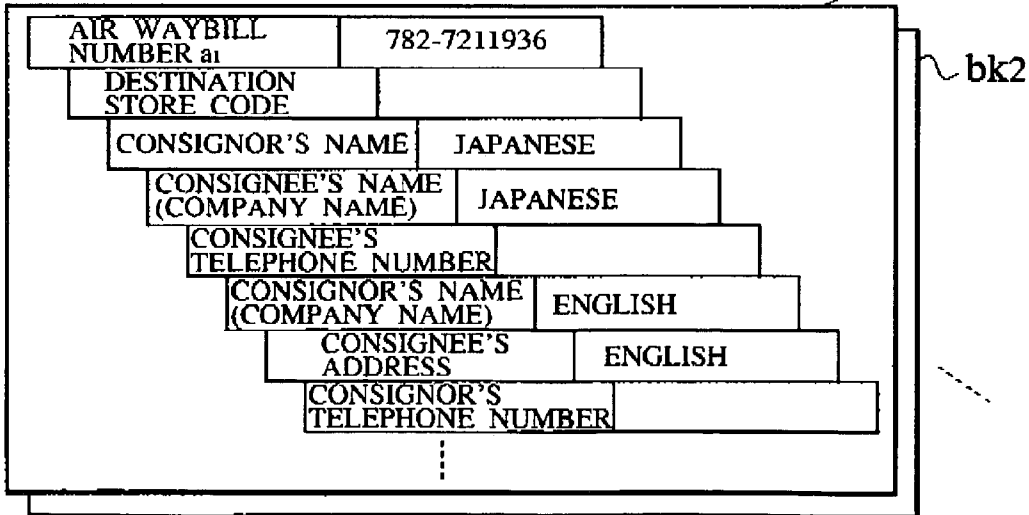 AIR WAYBILL
NUMBER a1
782-7211936
bk2
DESTINATION
STORE CODE
CONSIGNOR'S NAME
JAPANESE
CONSIGNEE'S NAME
(COMPANY NAME)
JAPANESE
CONSIGNEE'S
TELEPHONE NUMBER
CONSIGNOR'S NAME
(COMPANY NAME)
ENGLISH
CONSIGNEE'S
ADDRESS
ENGLISH
CONSIGNOR'S
TELEPHONE NUMBER